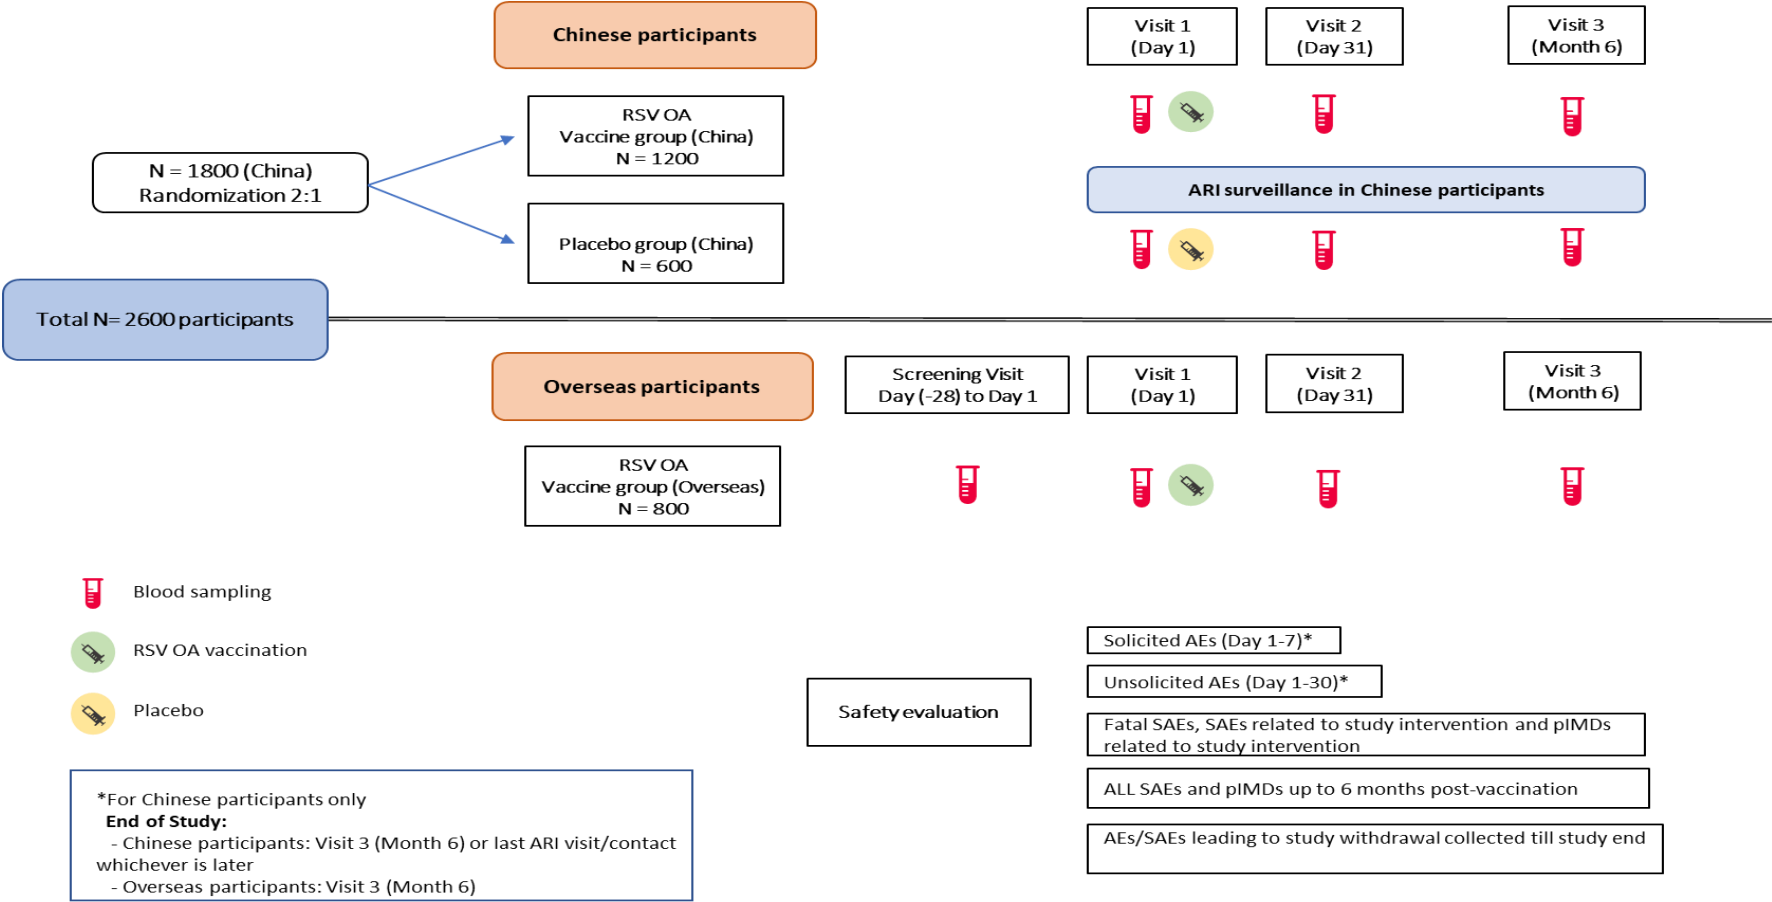 Chinese participants
Visit 1
(Day 1)
Visit 2
(Day 31)
Visit 3
(Month 6)
RSV OA
Vaccine group (China)
N = 1200
N = 1800 (China)
Randomization 2:1
ARI surveillance in Chinese participants
Placebo group (China)
N = 600
Total N= 2600 participants
Overseas participants
Screening Visit
Day (-28) to Day 1
Visit 1
(Day 1)
Visit 2
(Day 31)
Visit 3
(Month 6)
RSV OA
Vaccine group (Overseas)
N = 800
Blood sampling
RSV OA vaccination
Placebo
Safety evaluation
Solicited AEs (Day 1-7)*
Unsolicited AEs (Day 1-30)*
Fatal SAEs, SAEs related to study intervention and pIMDs
related to study intervention
ALL SAEs and pIMDs up to 6 months post-vaccination
AEs/SAEs leading to study withdrawal collected till study end
*For Chinese participants only
End of Study:
- Chinese participants: Visit 3 (Month 6) or last ARI visit/contact
whichever is later
- Overseas participants: Visit 3 (Month 6)